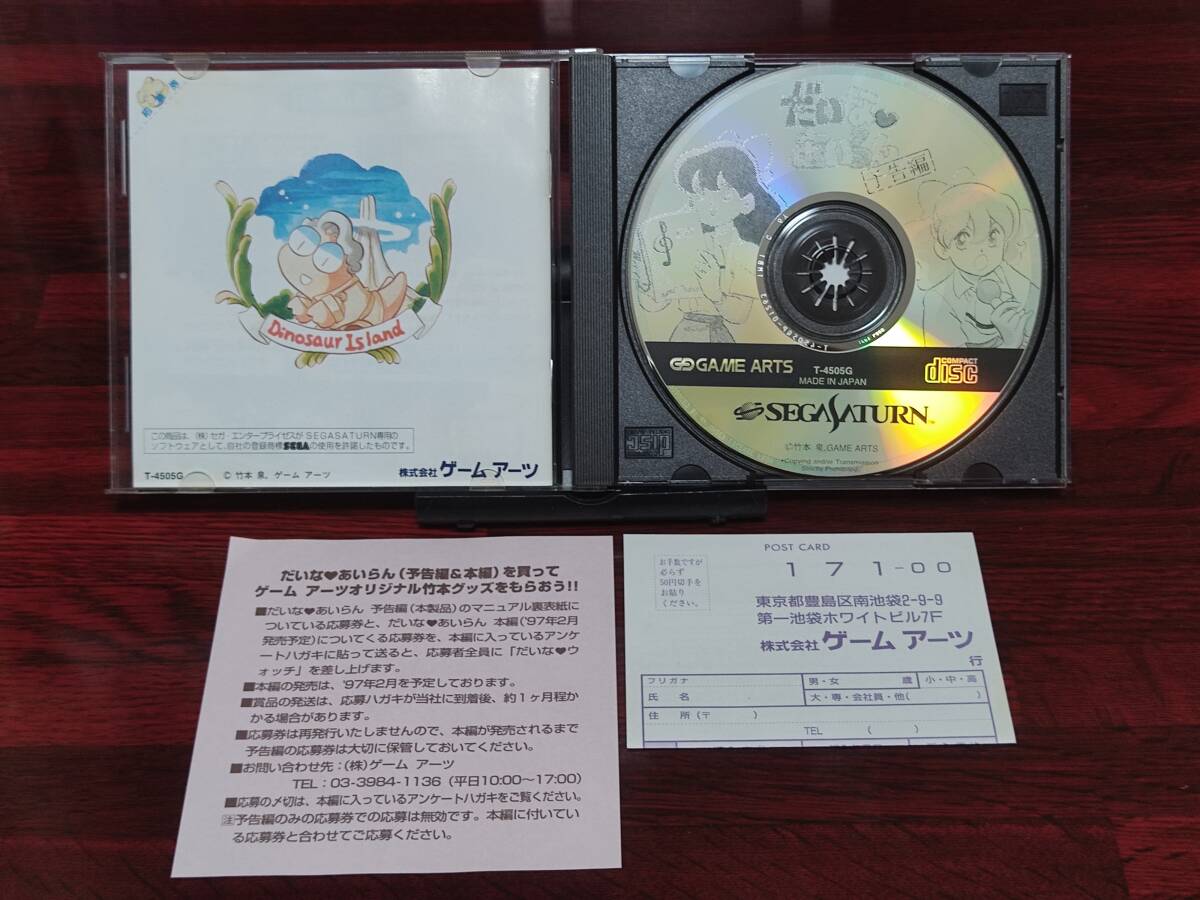 Dinosaur Island
この商品は、(株)セガ・エンタープライゼスがSEGASATURN専用の
ソフトウェアとして、自社の登録商標SEGAの使用を許諾したものです。
T-4505G
© 竹本 泉, ゲーム アーツ
株式会社 ゲーム アーツ
予告編
GAME ARTS
T-4505G
MADE IN JAPAN
COMPACT
disc
SEGASATURN™
©竹本 泉, GAME ARTS
だいな♥あいらん(予告編&本編)を買って
ゲーム アーツオリジナル竹本グッズをもらおう!!
■だいな♥あいらん 予告編(本製品)のマニュアル裏表紙に
ついている応募券と、だいな♥あいらん 本編('97年2月
発売予定)についてくる応募券を、本編に入っているアンケ
ートハガキに貼って送ると、応募者全員に「だいな♥ウ
ォッチ」を差し上げます。
■本編の発売は、'97年2月を予定しております。
■賞品の発送は、応募ハガキが当社に到着後、約1ヶ月程か
かる場合があります。
■応募券は再発行いたしませんので、本編が発売されるまで
予告編の応募券は大切に保管しておいてください。
■お問い合わせ先:(株)ゲーム アーツ
TEL:03-3984-1136 (平日10:00〜17:00)
■応募の〆切は、本編に入っているアンケートハガキをご覧ください。
注予告編のみの応募券での応募は無効です。本編に付いてい
る応募券と合わせてご応募ください。
POST CARD
お手数ですが
必らず
50円切手を
お貼り
ください。
171-00
東京都豊島区南池袋2-9-9
第一池袋ホワイトビル7F
株式会社 ゲーム アーツ
行
フリガナ
男・女 歳 小・中・高
氏 名
大・専・会社員・他( )
住 所(〒 )
TEL ( )